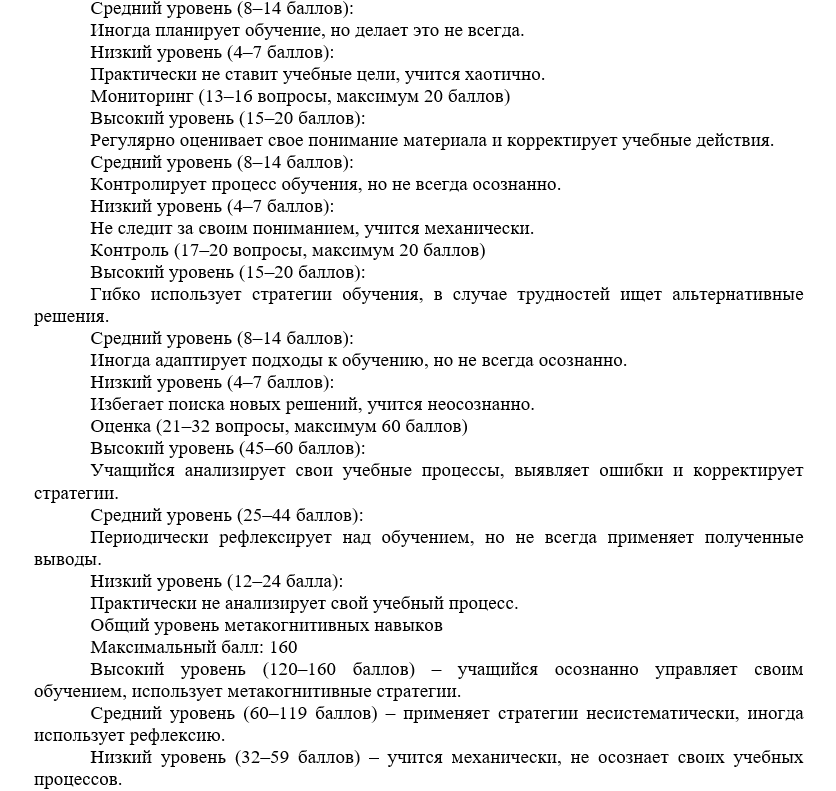 Средний уровень (8–14 баллов):
Иногда планирует обучение, но делает это не всегда.
Низкий уровень (4–7 баллов):
Практически не ставит учебные цели, учится хаотично.
Мониторинг (13–16 вопросы, максимум 20 баллов)
Высокий уровень (15–20 баллов):
Регулярно оценивает свое понимание материала и корректирует учебные действия.
Средний уровень (8–14 баллов):
Контролирует процесс обучения, но не всегда осознанно.
Низкий уровень (4–7 баллов):
Не следит за своим пониманием, учится механически.
Контроль (17–20 вопросы, максимум 20 баллов)
Высокий уровень (15–20 баллов):
Гибко использует стратегии обучения, в случае трудностей ищет альтернативные
решения.
Средний уровень (8–14 баллов):
Иногда адаптирует подходы к обучению, но не всегда осознанно.
Низкий уровень (4–7 баллов):
Избегает поиска новых решений, учится неосознанно.
Оценка (21–32 вопросы, максимум 60 баллов)
Высокий уровень (45–60 баллов):
Учащийся анализирует свои учебные процессы, выявляет ошибки и корректирует
стратегии.
Средний уровень (25–44 баллов):
Периодически рефлексирует над обучением, но не всегда применяет полученные
выводы.
Низкий уровень (12–24 балла):
Практически не анализирует свой учебный процесс.
Общий уровень метакогнитивных навыков
Максимальный балл: 160
Высокий уровень (120–160 баллов) – учащийся осознанно управляет своим
обучением, использует метакогнитивные стратегии.
Средний уровень (60–119 баллов) – применяет стратегии несистематически, иногда
использует рефлексию.
Низкий уровень (32–59 баллов) – учится механически, не осознает своих учебных
процессов.